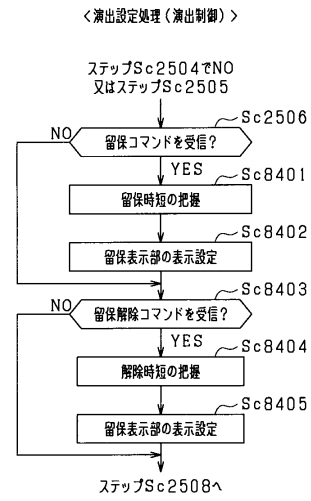 <演出設定処理(演出制御)>
ステップSc2504でNO
又はステップSc2505
Sc2506
NO
留保コマンドを受信?
YES
Sc8401
留保時短の把握
Sc8402
留保表示部の表示設定
Sc8403
NO
留保解除コマンドを受信?
YES
Sc8404
解除時短の把握
Sc8405
留保表示部の表示設定
ステップSc2508へ